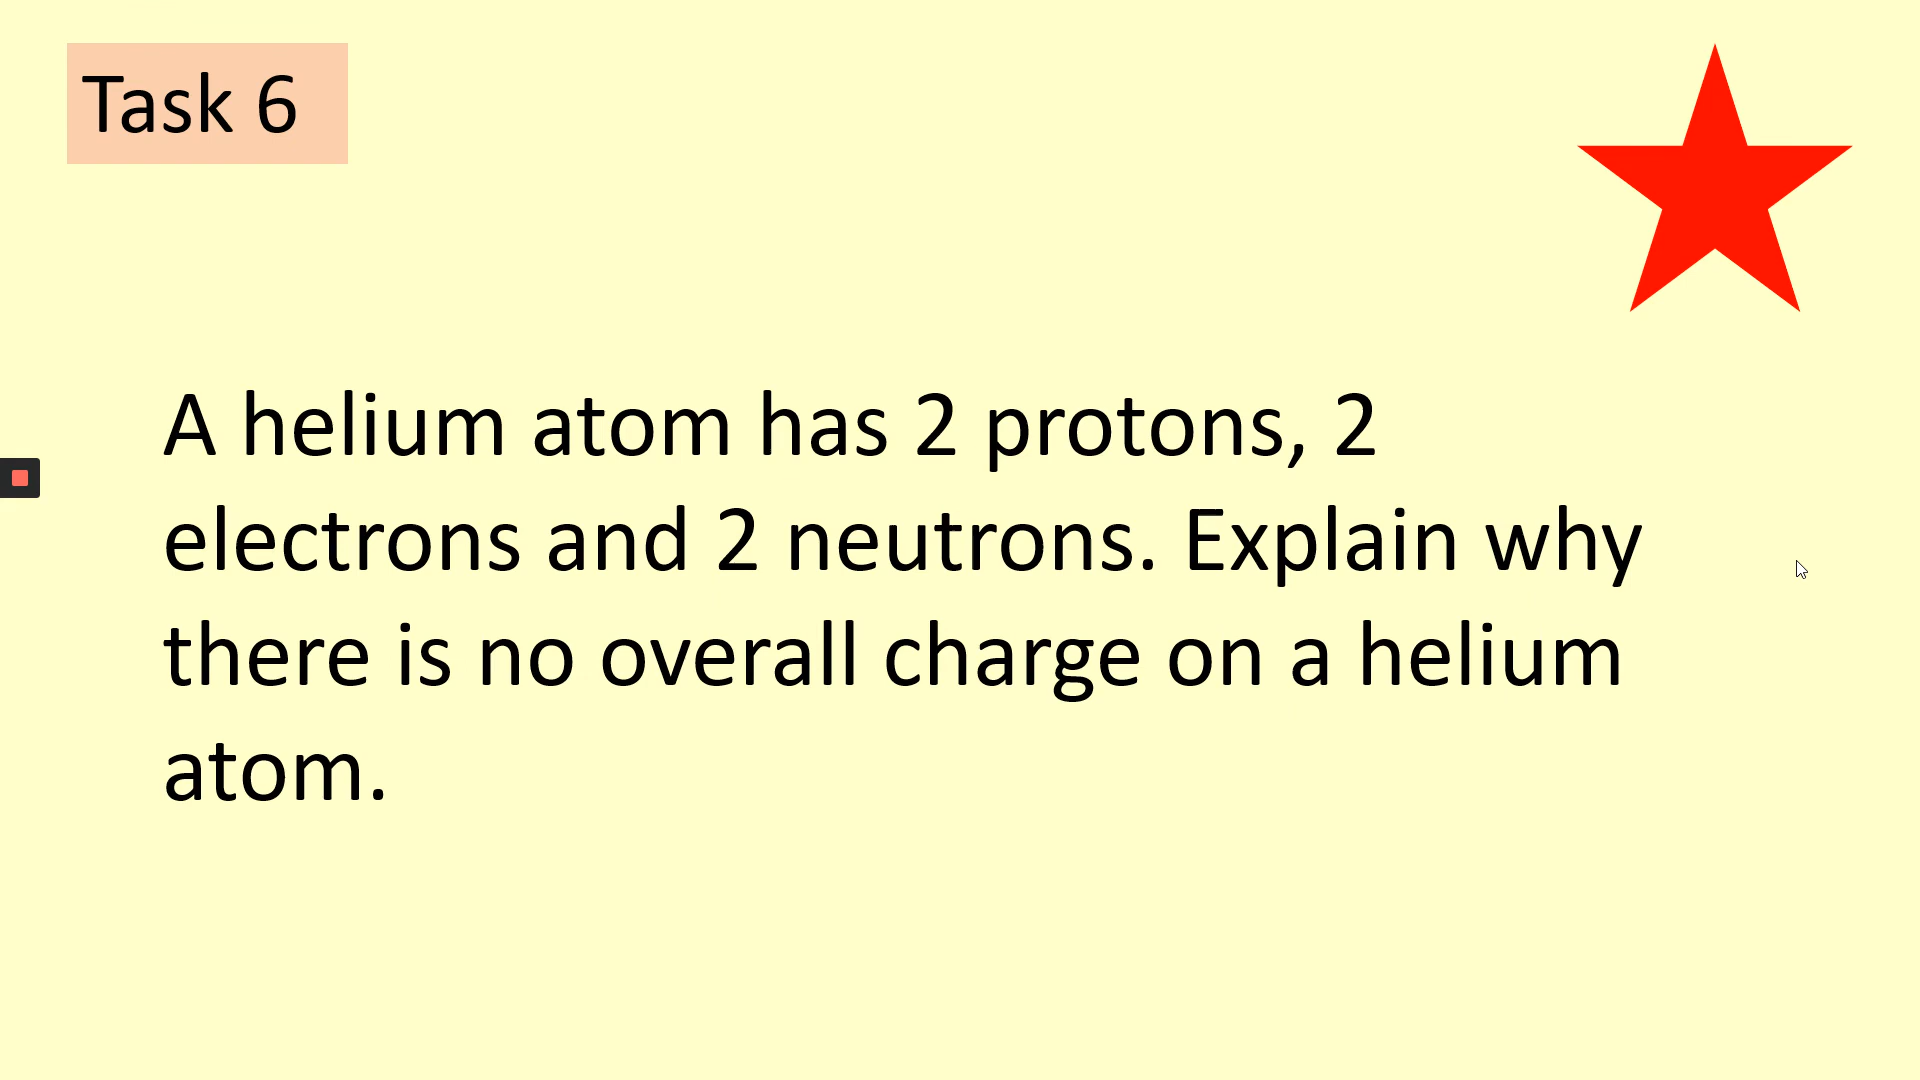 Task 6
A helium atom has 2 protons, 2
electrons and 2 neutrons. Explain why
there is no overall charge on a helium
atom.